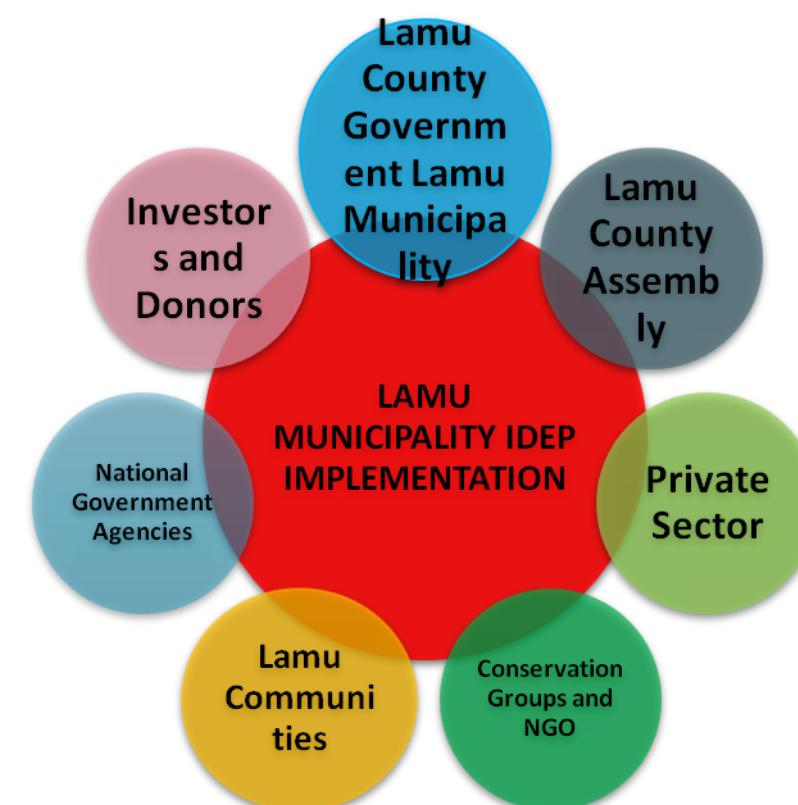 Lamu
County
Governm
ent Lamu
Municipa
lity
Lamu
County
Assemb
ly
Private
Sector
Conservation
Groups and
NGO
Lamu
Communi
ties
National
Government
Agencies
Investor
s and
Donors
LAMU
MUNICIPALITY IDEP
IMPLEMENTATION